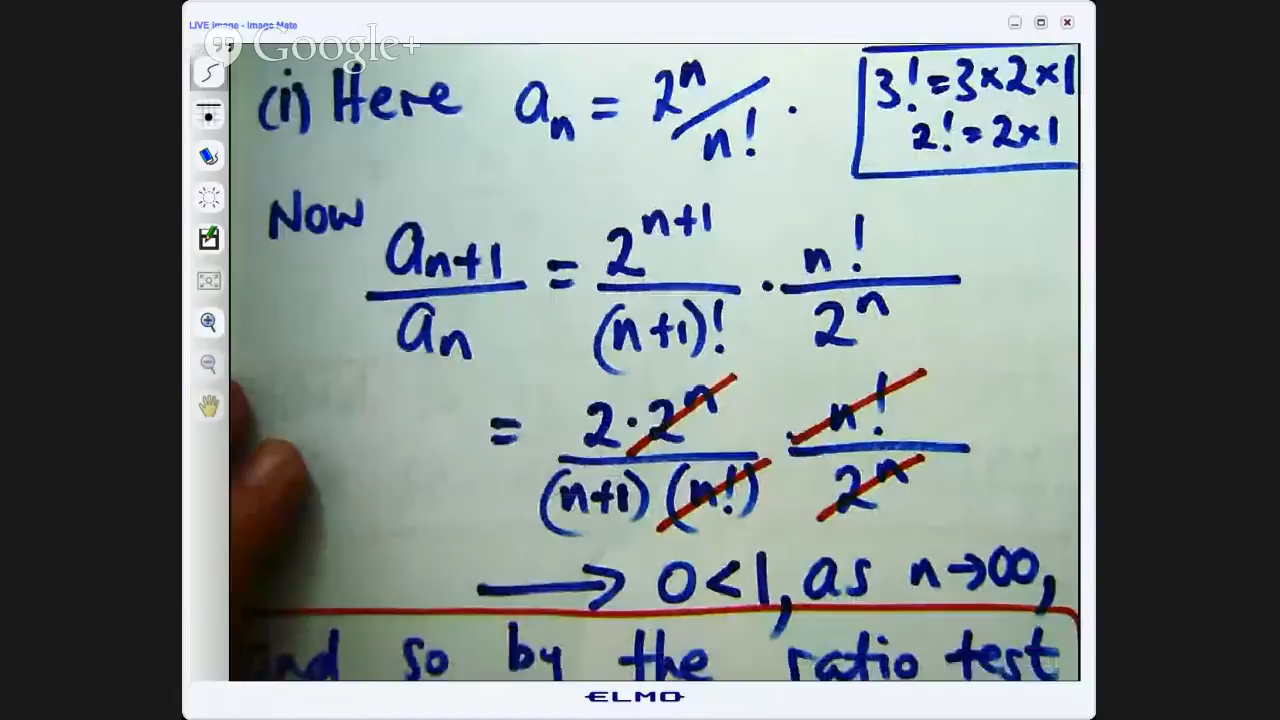 LIVE Image - Image Mate
Google+
(i) Here aₙ = 2ⁿ/n! .
3! = 3×2×1
2! = 2×1
Now aₙ₊₁/aₙ = 2ⁿ⁺¹/(n+1)! · n!/2ⁿ
= 2·2ⁿ/(n+1)(n!) · n!/2ⁿ
⟶ 0<1, as n→∞,
and so by the ratio test
ELMO